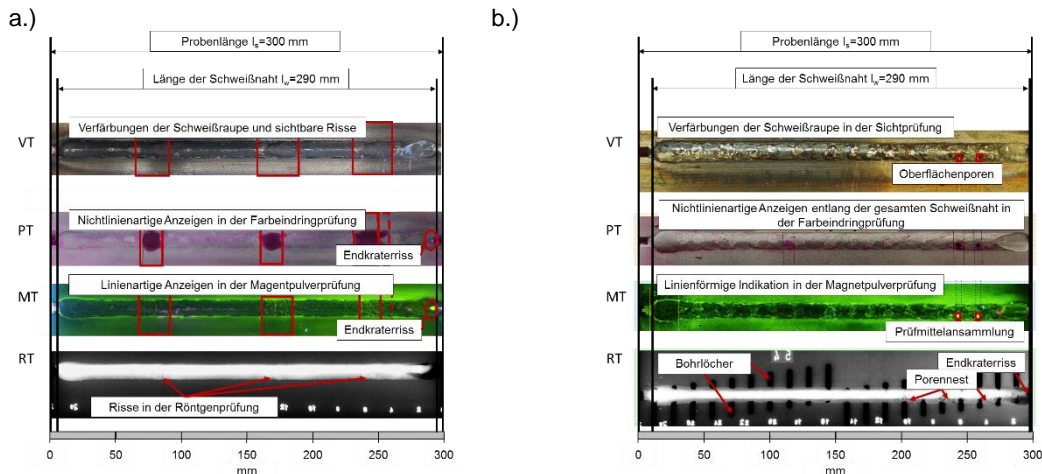 a.)
Probenlänge ls=300 mm
Länge der Schweißnaht lw=290 mm
VT
Verfärbungen der Schweißraupe und sichtbare Risse
PT
Nichtlinienartige Anzeigen in der Farbeindringprüfung
Endkraterriss
MT
Linienartige Anzeigen in der Magentpulverprüfung
Endkraterriss
RT
Risse in der Röntgenprüfung
0 50 100 150 200 250 300
mm
b.)
Probenlänge ls=300 mm
Länge der Schweißnaht lw=290 mm
VT
Verfärbungen der Schweißraupe in der Sichtprüfung
Oberflächenporen
Nichtlinienartige Anzeigen entlang der gesamten Schweißnaht in
der Farbeindringprüfung
PT
MT
Linienförmige Indikation in der Magnetpulverprüfung
Prüfmittelansammlung
RT
Bohrlöcher
Endkraterriss
Porennest
0 50 100 150 200 250 300
mm